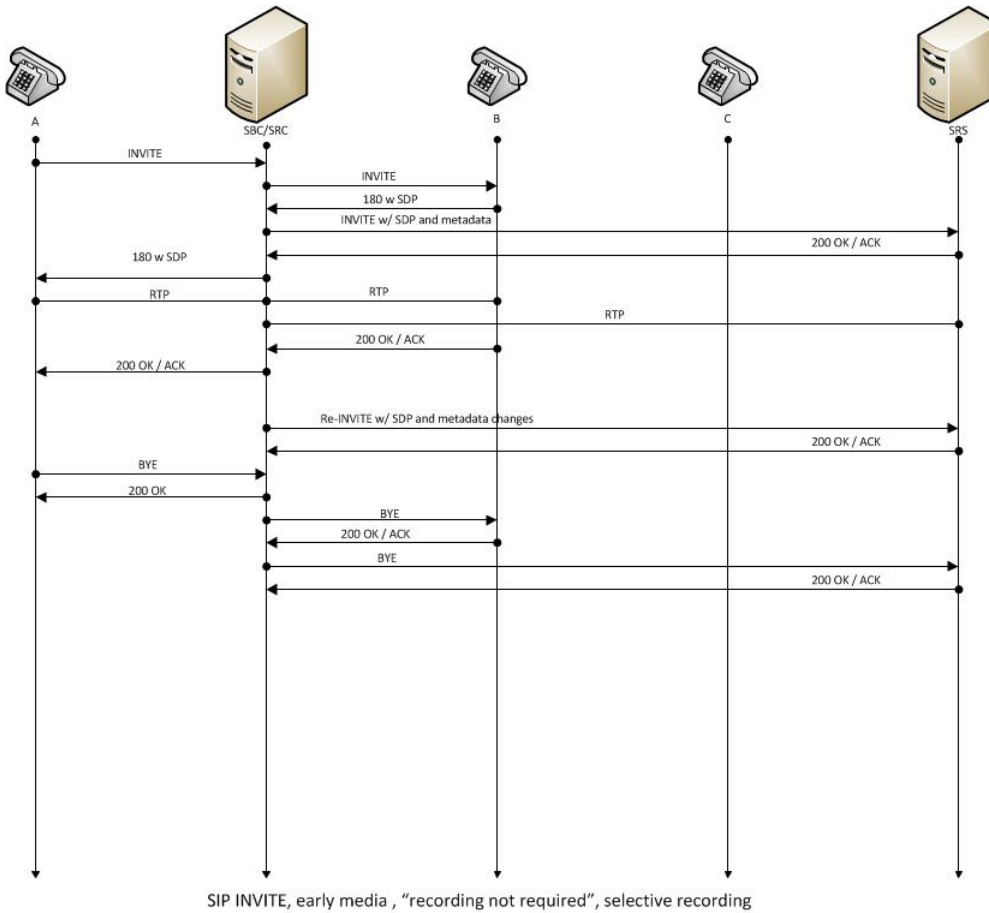 A
SBC/SRC
B
C
SRS
INVITE
INVITE
180 w SDP
INVITE w/ SDP and metadata
200 OK / ACK
180 w SDP
RTP
RTP
RTP
200 OK / ACK
200 OK / ACK
Re-INVITE w/ SDP and metadata changes
200 OK / ACK
BYE
200 OK
BYE
200 OK / ACK
BYE
200 OK / ACK
SIP INVITE, early media , “recording not required”, selective recording